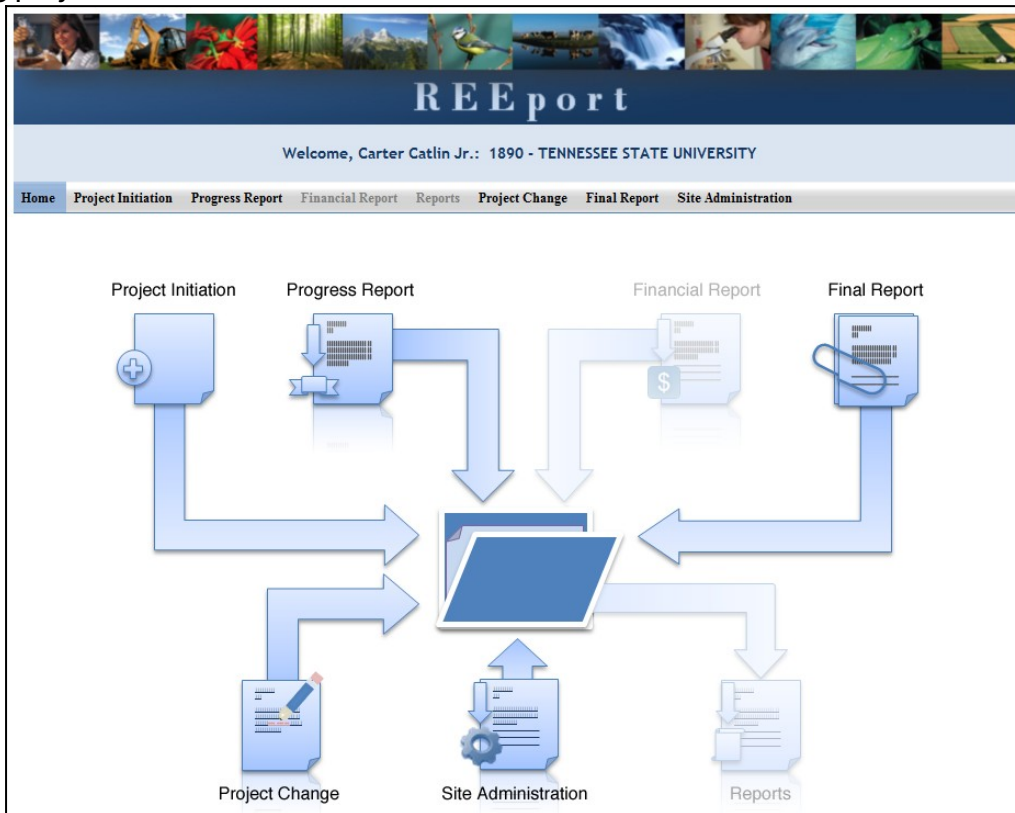 REEport
Welcome, Carter Catlin Jr.: 1890 - TENNESSEE STATE UNIVERSITY
Home Project Initiation Progress Report Financial Report Reports Project Change Final Report Site Administration
Project Initiation Progress Report Financial Report Final Report
$
Project Change Site Administration Reports